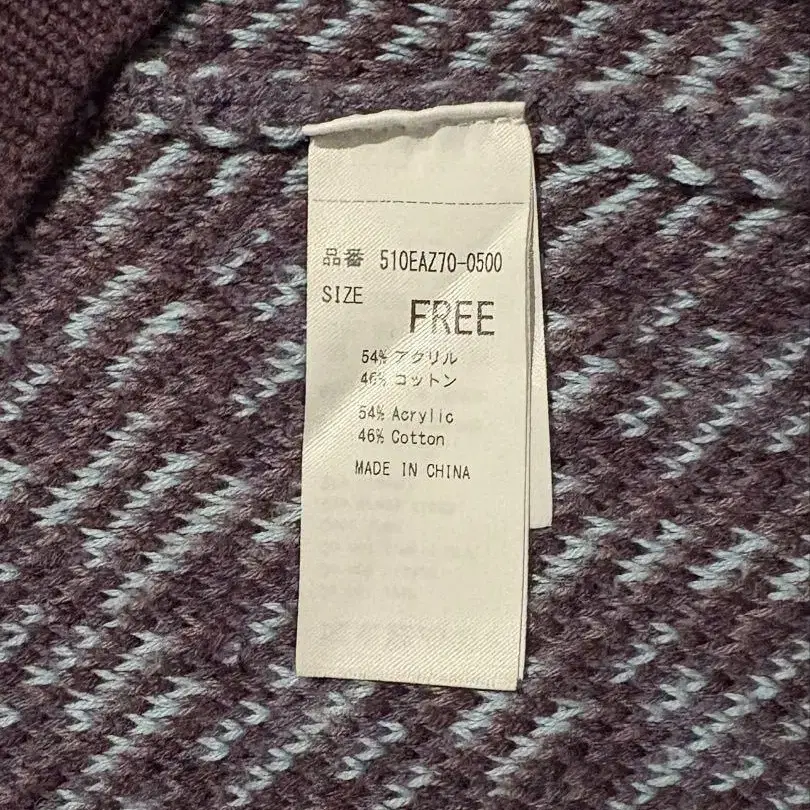 品番 510EAZ70-0500
SIZE FREE
54% アクリル
46% コットン
54% Acrylic
46% Cotton
MADE IN CHINA